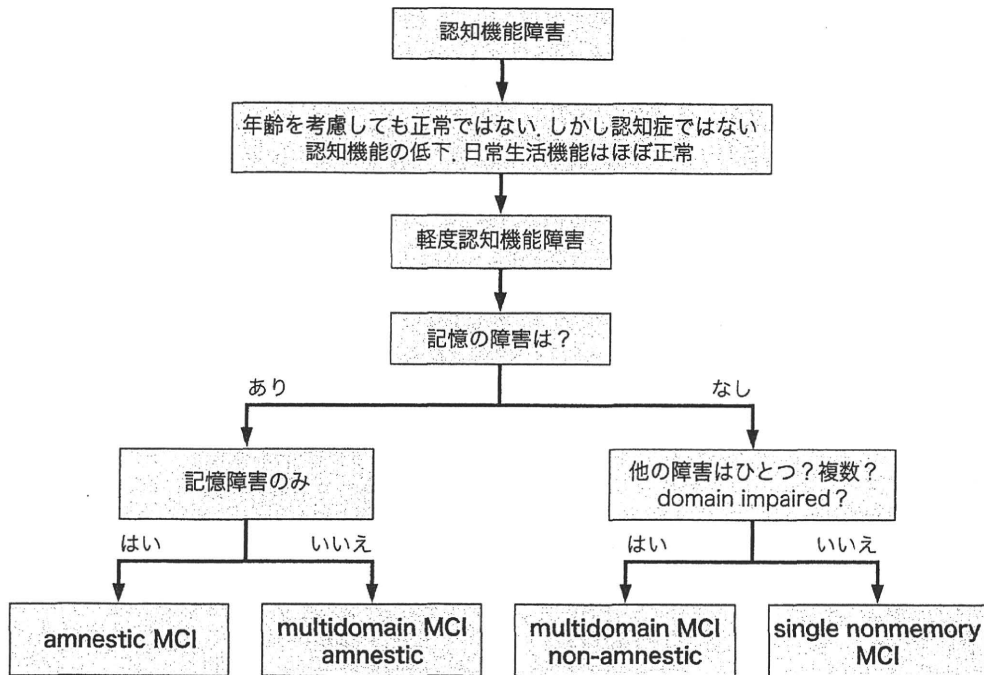 認知機能障害
年齢を考慮しても正常ではない.しかし認知症ではない
認知機能の低下.日常生活機能はほぼ正常
軽度認知機能障害
記憶の障害は?
あり
なし
記憶障害のみ
他の障害はひとつ?複数?
domain impaired?
はい
いいえ
はい
いいえ
amnestic MCI
multidomain MCI
amnestic
multidomain MCI
non-amnestic
single nonmemory
MCI